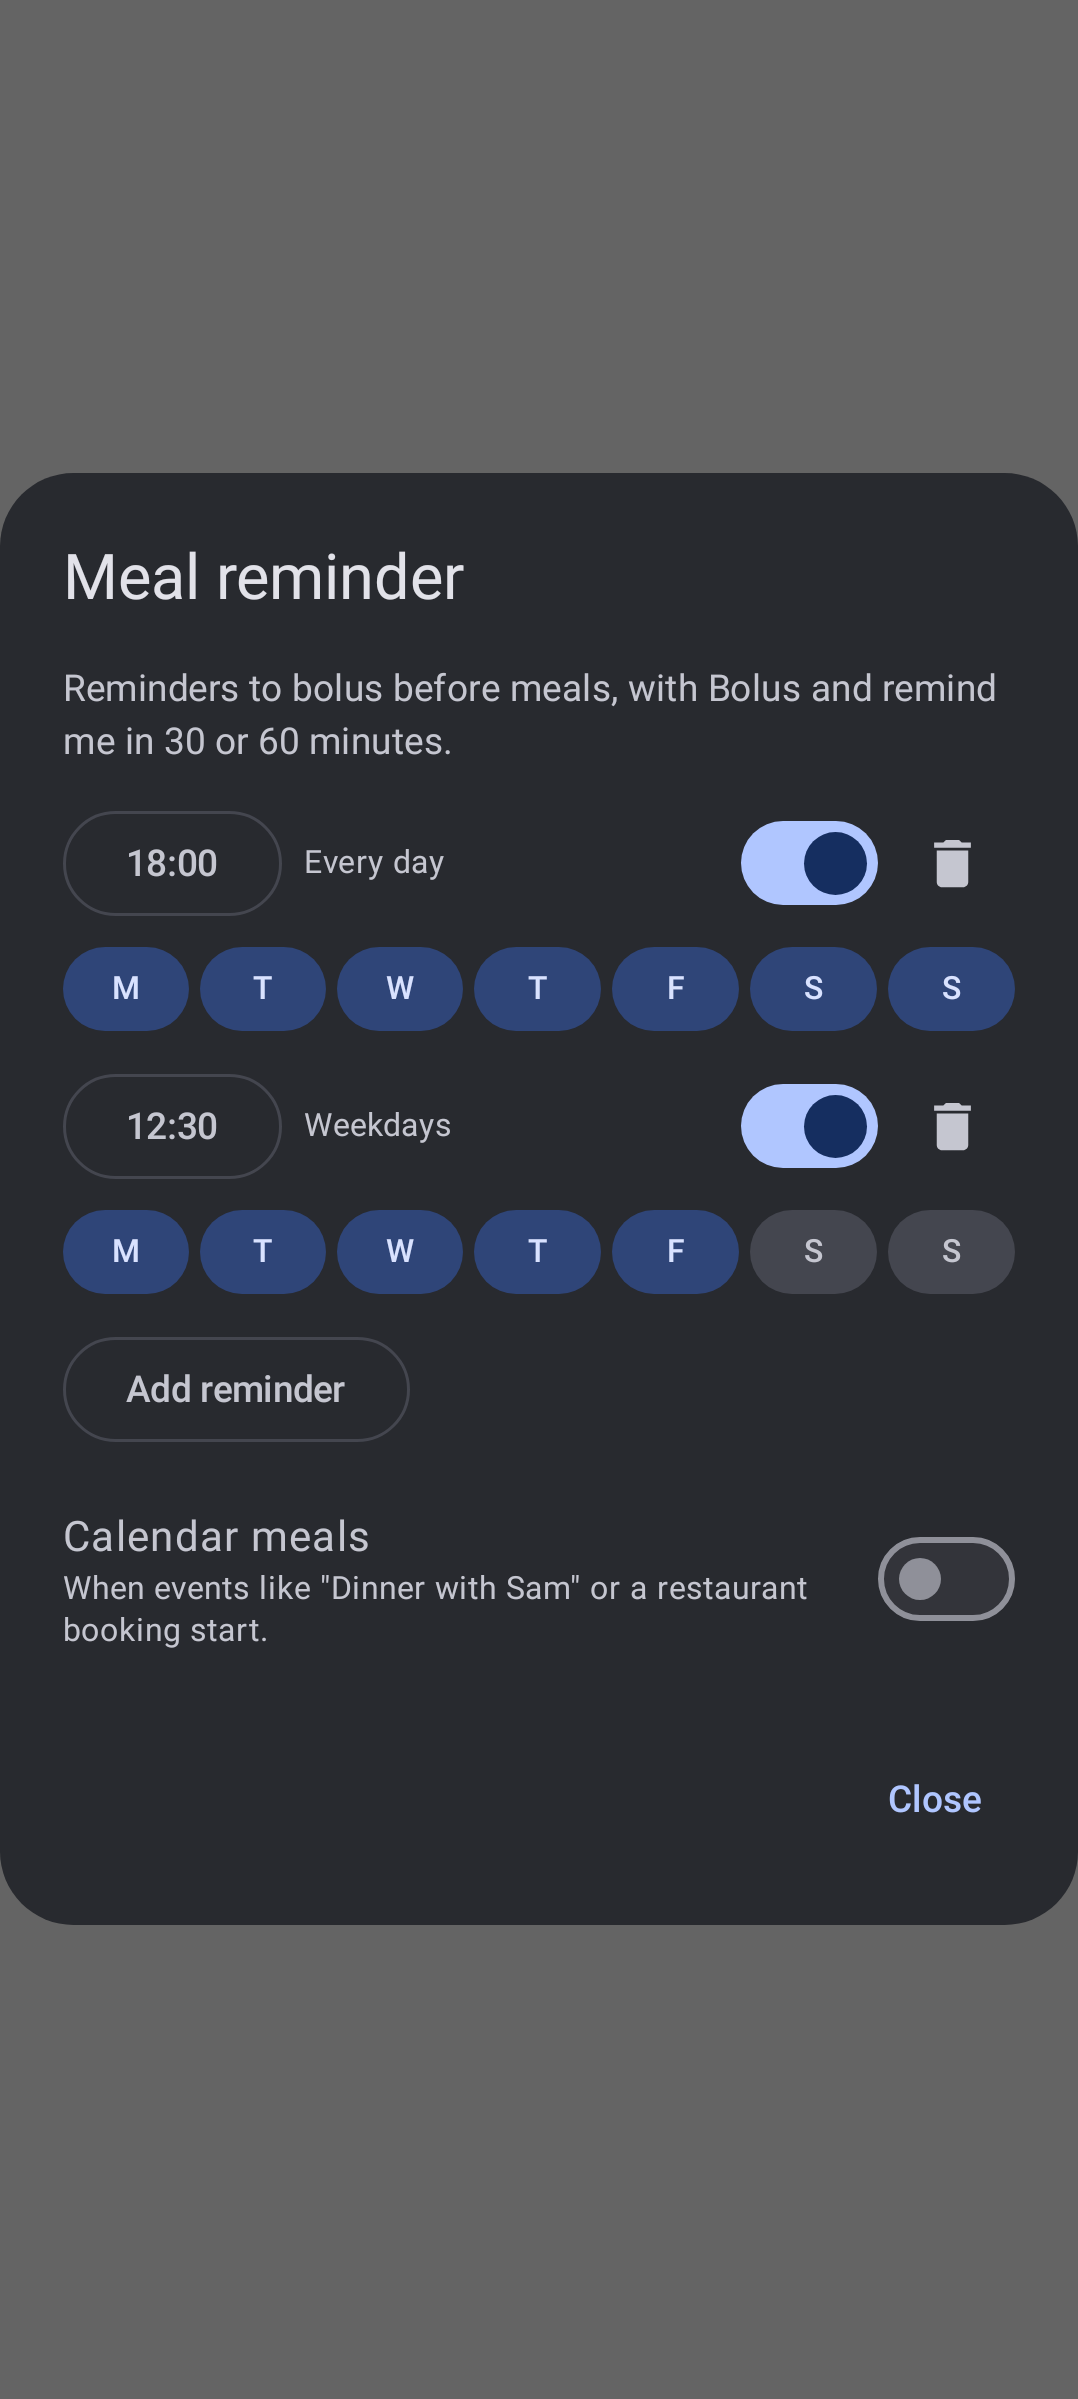 Meal reminder
Reminders to bolus before meals, with Bolus and remind
me in 30 or 60 minutes.
18:00 Every day
M T W T F S S
12:30 Weekdays
M T W T F S S
Add reminder
Calendar meals
When events like "Dinner with Sam" or a restaurant
booking start.
Close